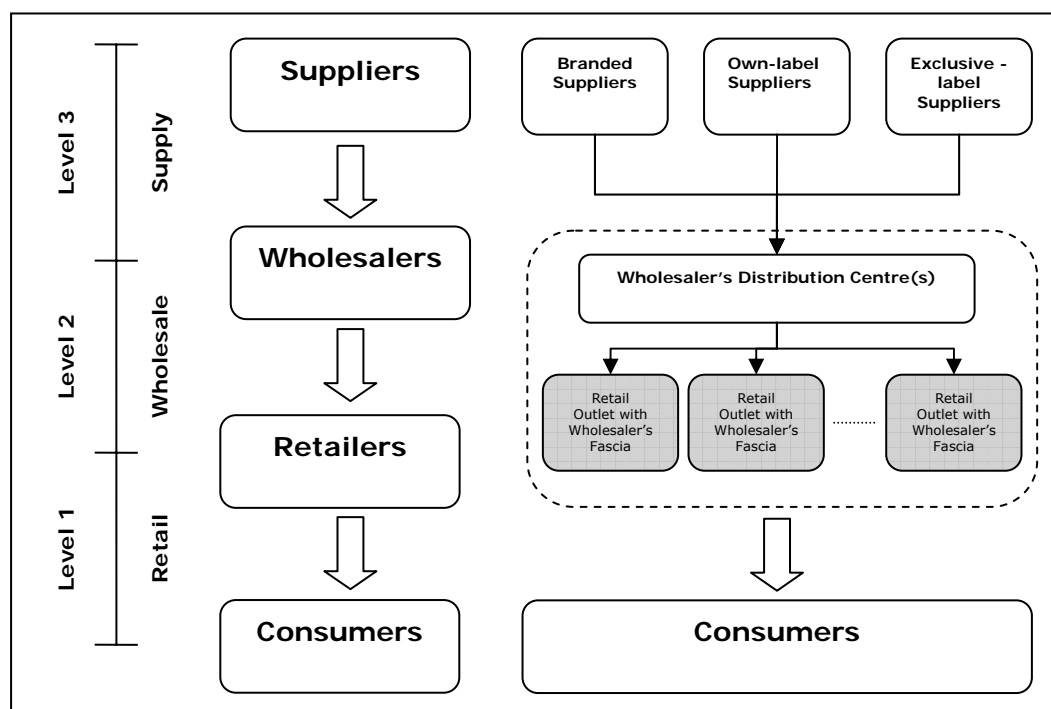 Level 3
Supply
Level 2
Wholesale
Level 1
Retail
Suppliers
Wholesalers
Retailers
Consumers
Branded
Suppliers
Own-label
Suppliers
Exclusive -
label
Suppliers
Wholesaler's Distribution Centre(s)
Retail
Outlet with
Wholesaler's
Fascia
Retail
Outlet with
Wholesaler's
Fascia
Retail
Outlet with
Wholesaler's
Fascia
Consumers